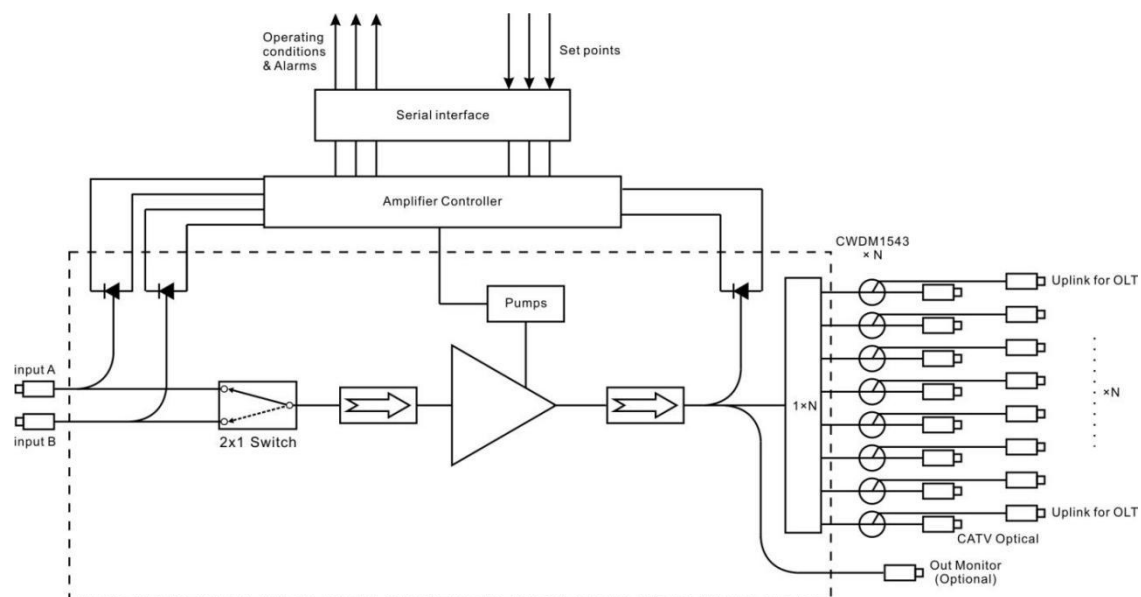 Operating
conditions
& Alarms
Set points
Serial interface
Amplifier Controller
CWDM1543
× N
Pumps
Uplink for OLT
input A
input B
2x1 Switch
1×N
×N
Uplink for OLT
CATV Optical
Out Monitor
(Optional)